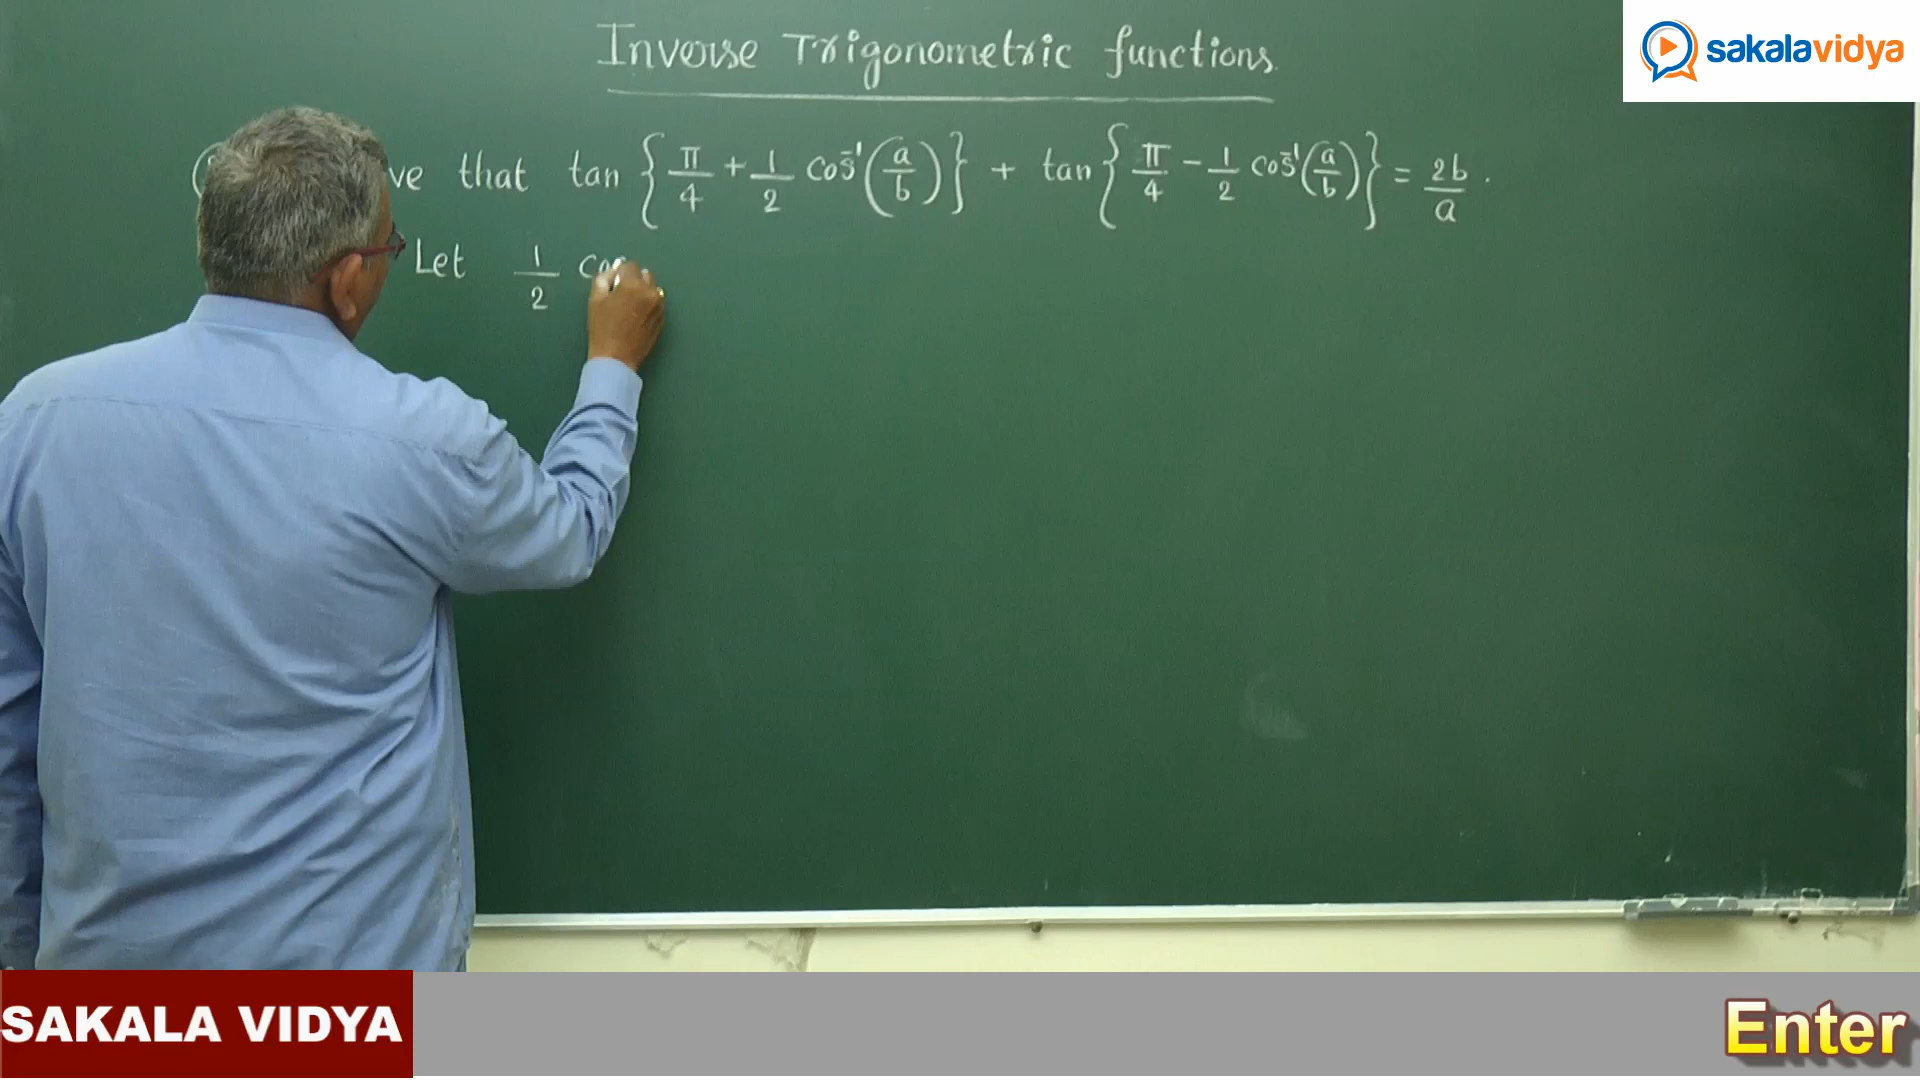 Inverse Trigonometric functions.
sakalavidya
ve that tan {π/4 + 1/2 cos⁻¹(a/b)} + tan {π/4 - 1/2 cos⁻¹(a/b)} = 2b/a .
Let 1/2 cos
SAKALA VIDYA
Enter